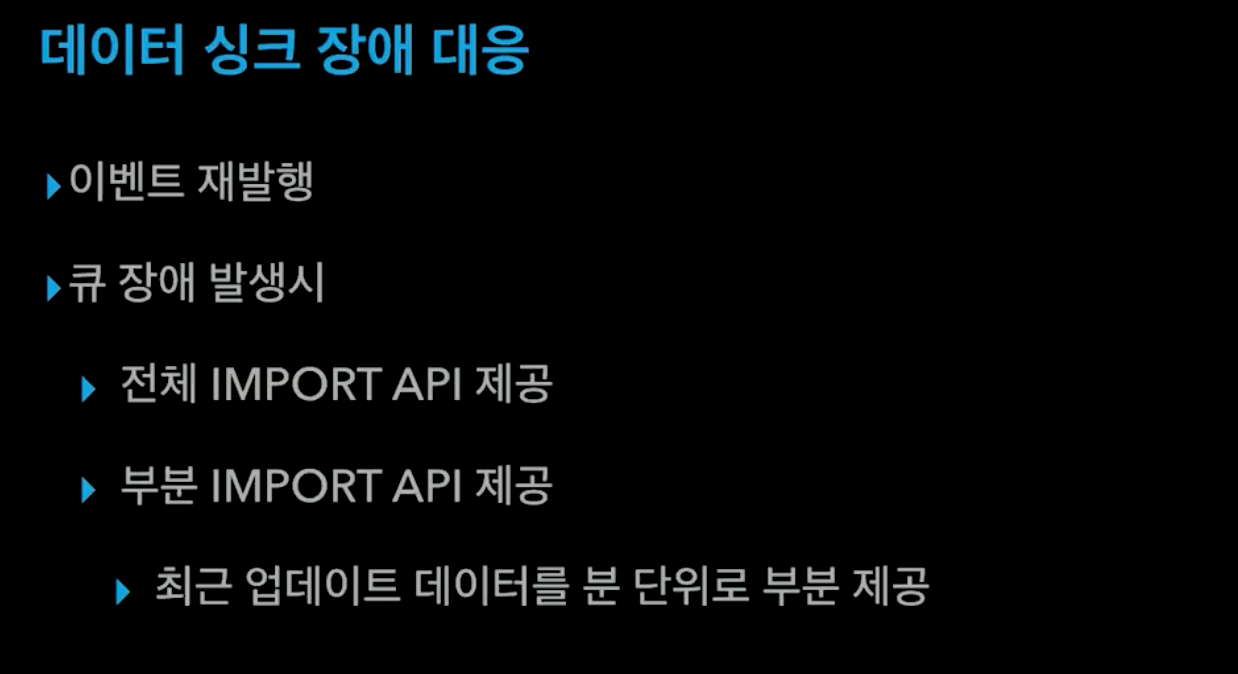 데이터 싱크 장애 대응
▸이벤트 재발행
▸큐 장애 발생시
▸ 전체 IMPORT API 제공
▸ 부분 IMPORT API 제공
▸ 최근 업데이트 데이터를 분 단위로 부분 제공